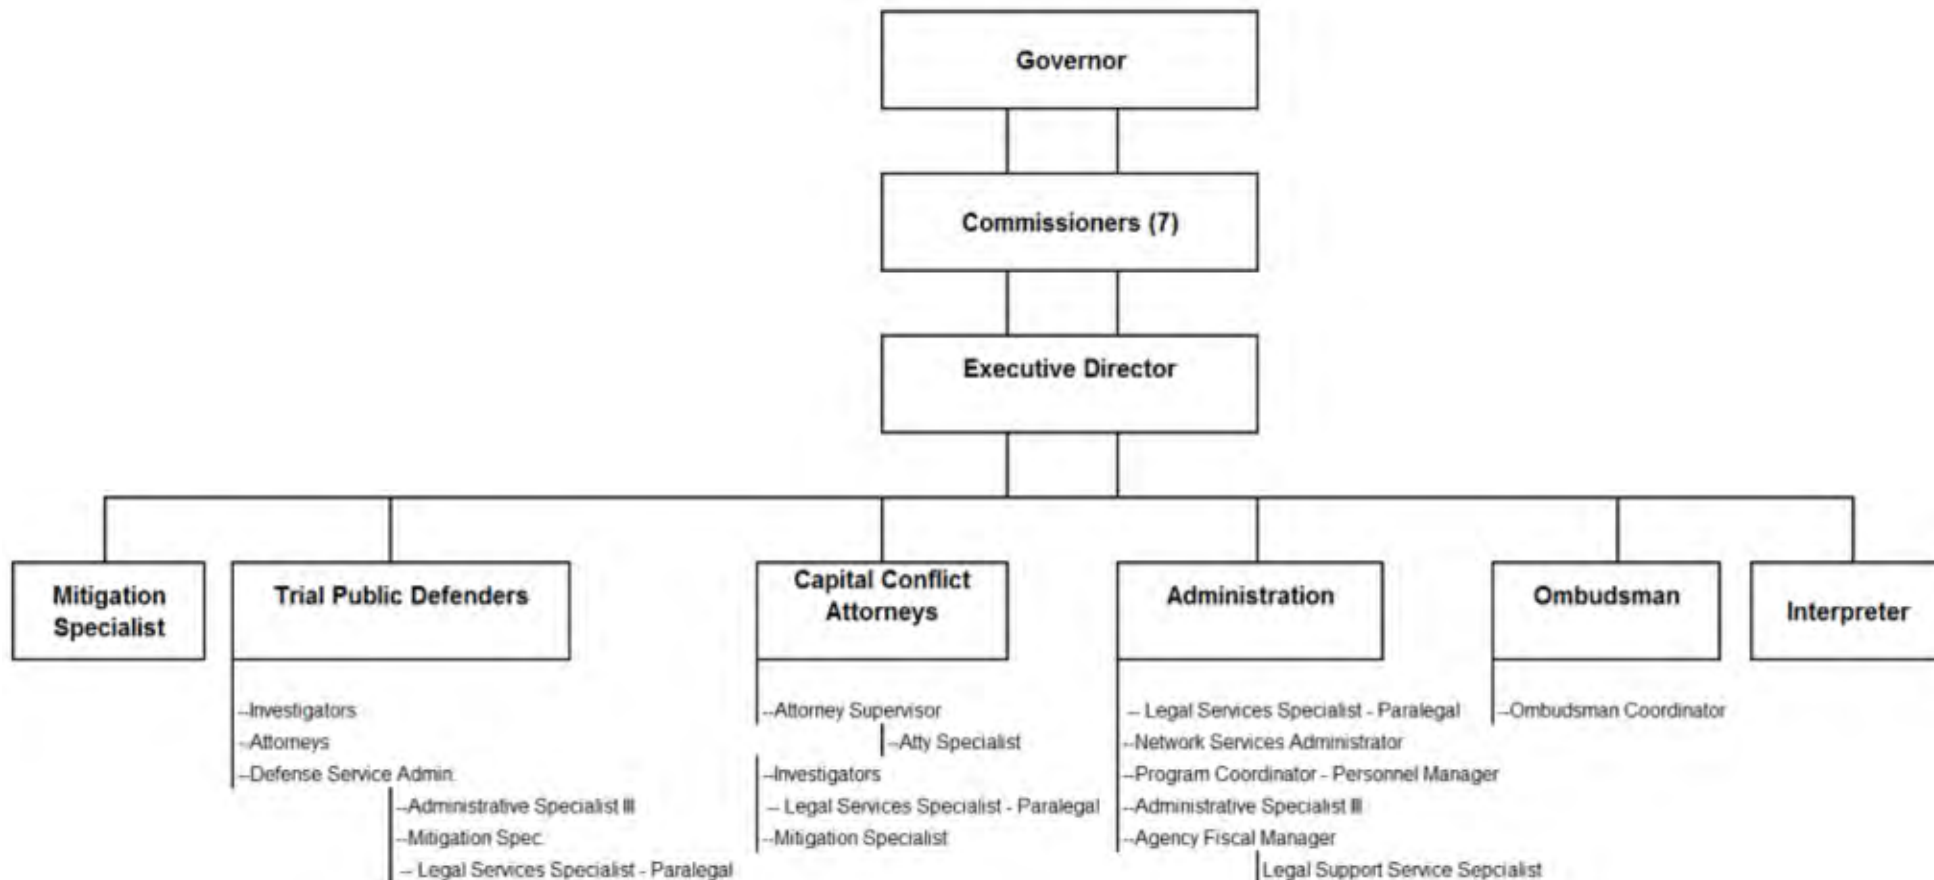 Governor
Commissioners (7)
Executive Director
Mitigation
Specialist
Trial Public Defenders
--Investigators
--Attorneys
--Defense Service Admin.
--Administrative Specialist III
--Mitigation Spec.
-- Legal Services Specialist - Paralegal
Capital Conflict
Attorneys
--Attorney Supervisor
--Atty Specialist
--Investigators
-- Legal Services Specialist - Paralegal
--Mitigation Specialist
Administration
-- Legal Services Specialist - Paralegal
--Network Services Administrator
--Program Coordinator - Personnel Manager
--Administrative Specialist III
--Agency Fiscal Manager
Legal Support Service Sepcialist
Ombudsman
--Ombudsman Coordinator
Interpreter